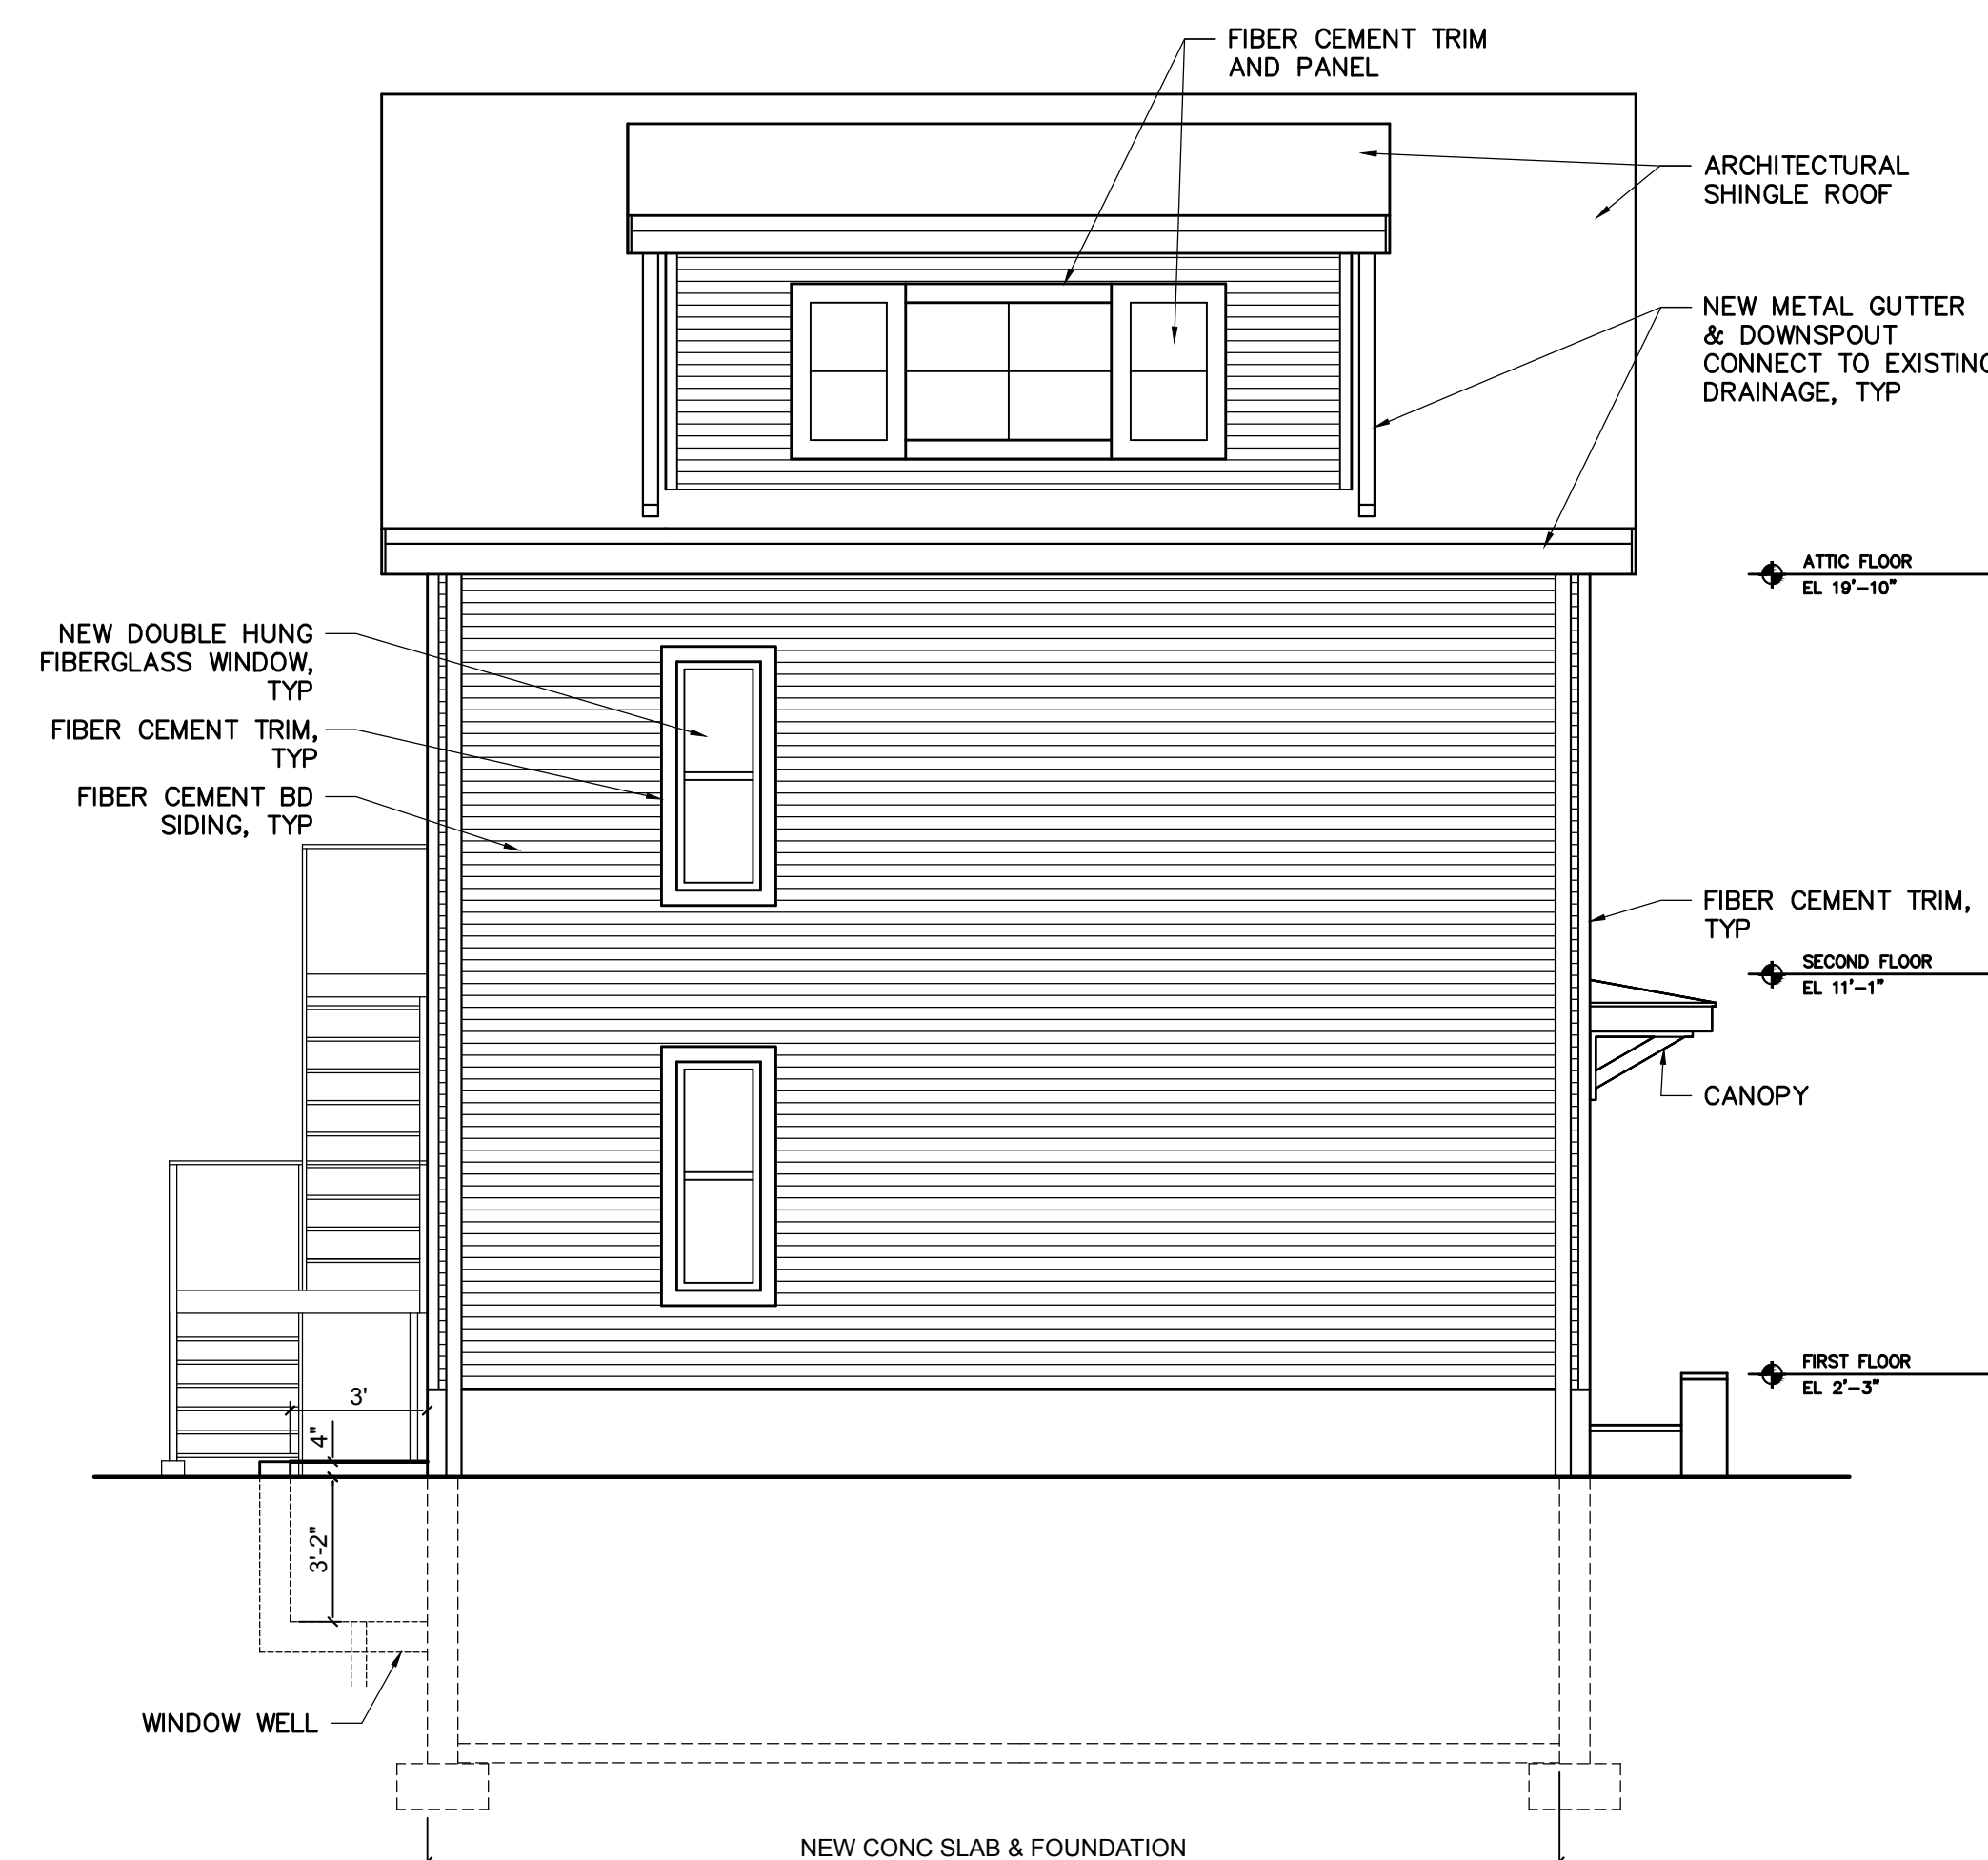 FIBER CEMENT TRIM
AND PANEL
ARCHITECTURAL
SHINGLE ROOF
NEW METAL GUTTER
& DOWNSPOUT
CONNECT TO EXISTING
DRAINAGE, TYP
ATTIC FLOOR
EL 19'-10"
NEW DOUBLE HUNG
FIBERGLASS WINDOW,
TYP
FIBER CEMENT TRIM,
TYP
FIBER CEMENT BD
SIDING, TYP
FIBER CEMENT TRIM,
TYP
SECOND FLOOR
EL 11'-1"
CANOPY
FIRST FLOOR
EL 2'-3"
3'
4"
3'-2"
WINDOW WELL
NEW CONC SLAB & FOUNDATION